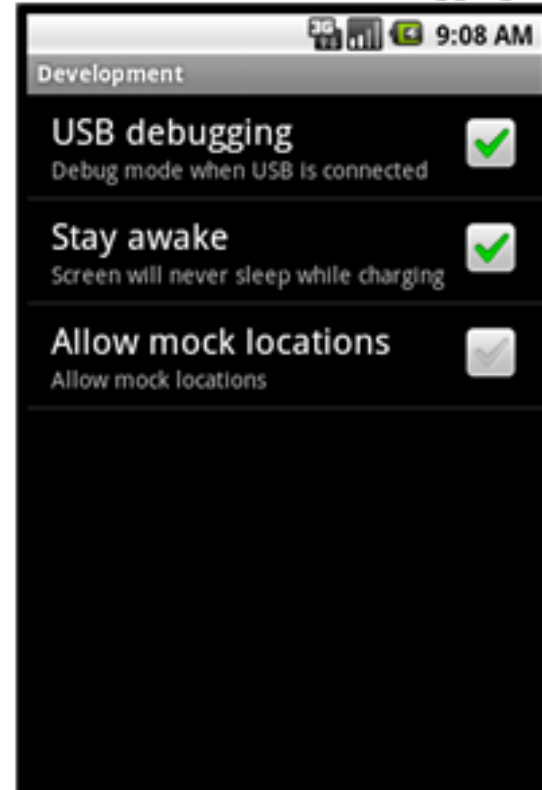 3G
9:08 AM
Development
USB debugging
Debug mode when USB is connected
Stay awake
Screen will never sleep while charging
Allow mock locations
Allow mock locations